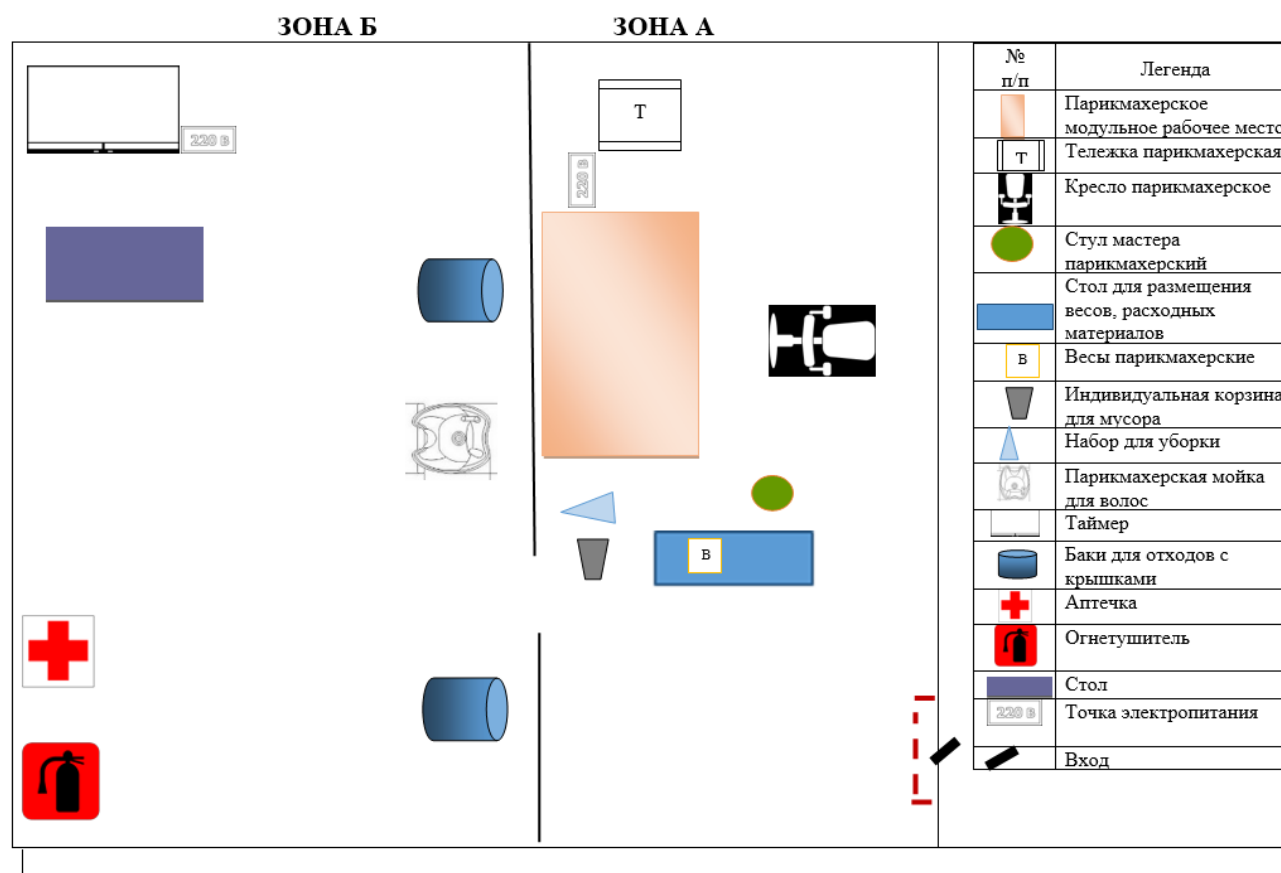 ЗОНА Б
ЗОНА А
220 В
Т
220 В
В
№
п/п
Легенда
Парикмахерское
модульное рабочее место
Т
Тележка парикмахерская
Кресло парикмахерское
Стул мастера
парикмахерский
Стол для размещения
весов, расходных
материалов
В
Весы парикмахерские
Индивидуальная корзина
для мусора
Набор для уборки
Парикмахерская мойка
для волос
Таймер
Баки для отходов с
крышками
Аптечка
Огнетушитель
Стол
220 В
Точка электропитания
Вход